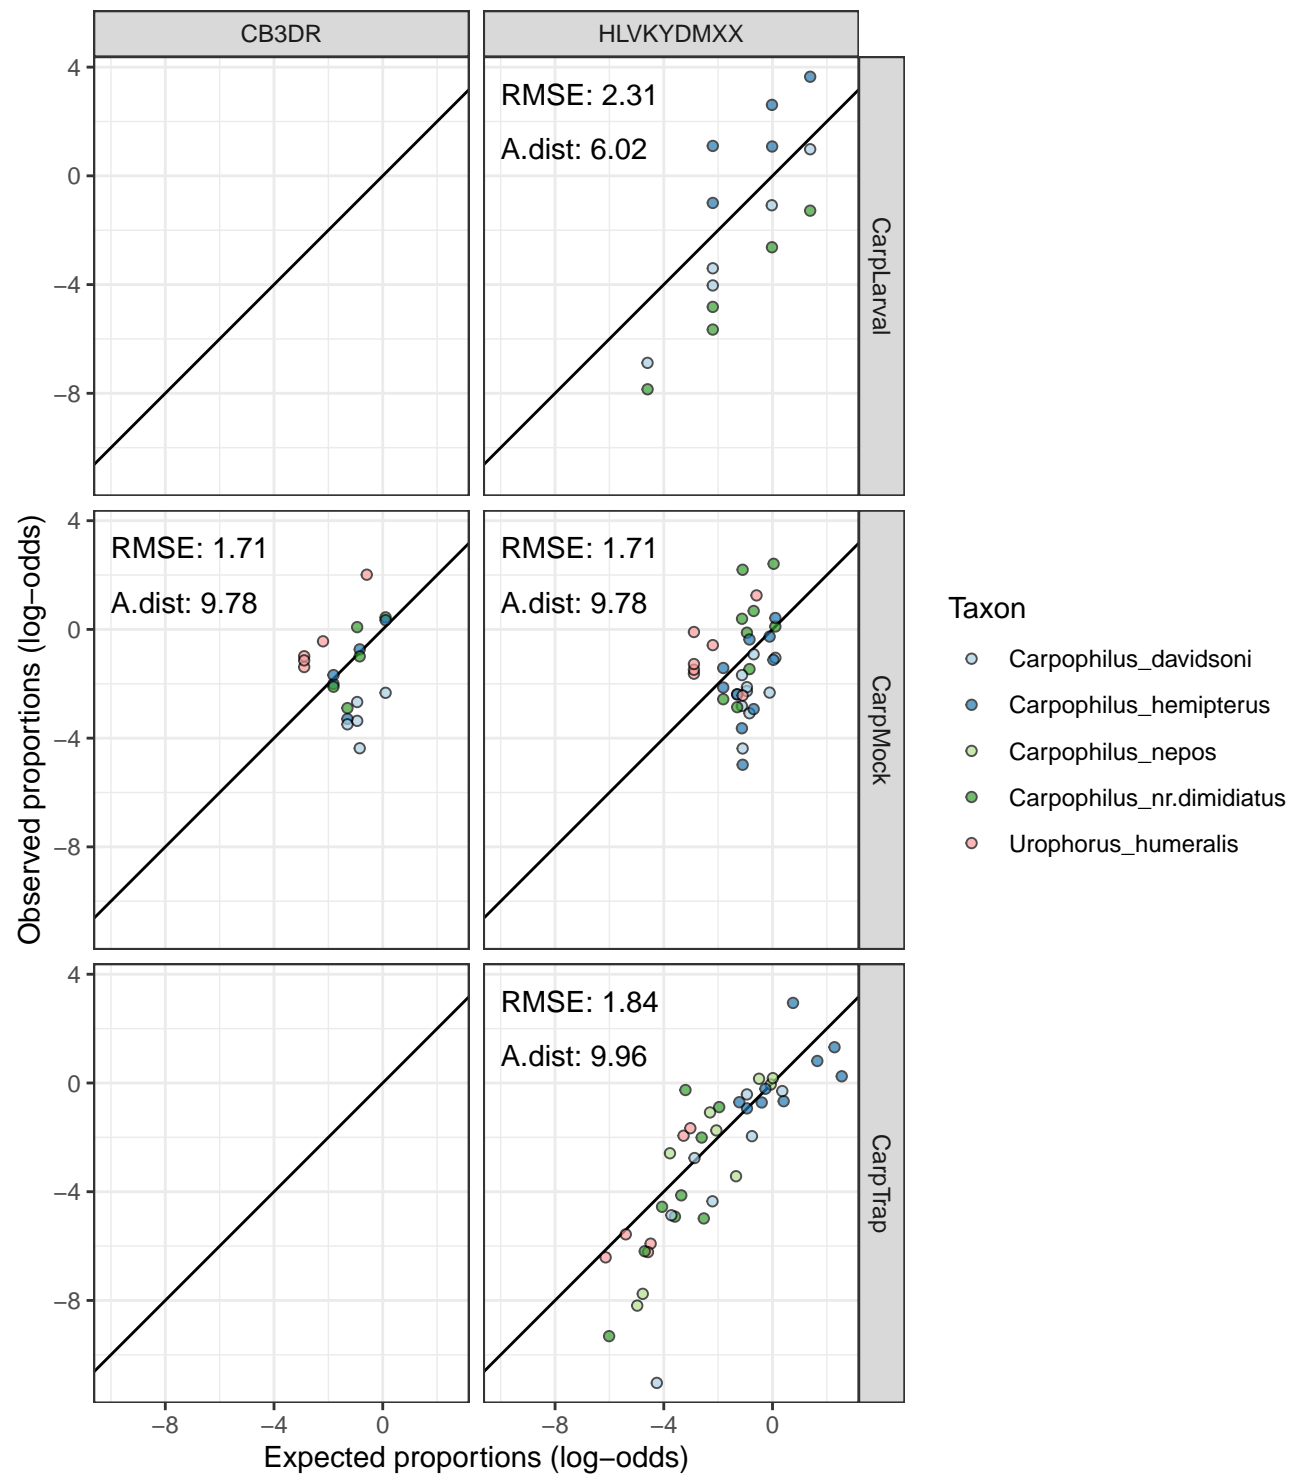 CB3DR
HLVKYDMXX
4
0
−4
−8
RMSE: 2.31
A.dist: 6.02
CarpLarval
4
0
−4
−8
RMSE: 1.71
A.dist: 9.78
RMSE: 1.71
A.dist: 9.78
CarpMock
4
0
−4
−8
RMSE: 1.84
A.dist: 9.96
CarpTrap
−8
−4
0
−8
−4
0
Expected proportions (log−odds)
Observed proportions (log−odds)
Taxon
Carpophilus_davidsoni
Carpophilus_hemipterus
Carpophilus_nepos
Carpophilus_nr.dimidiatus
Urophorus_humeralis